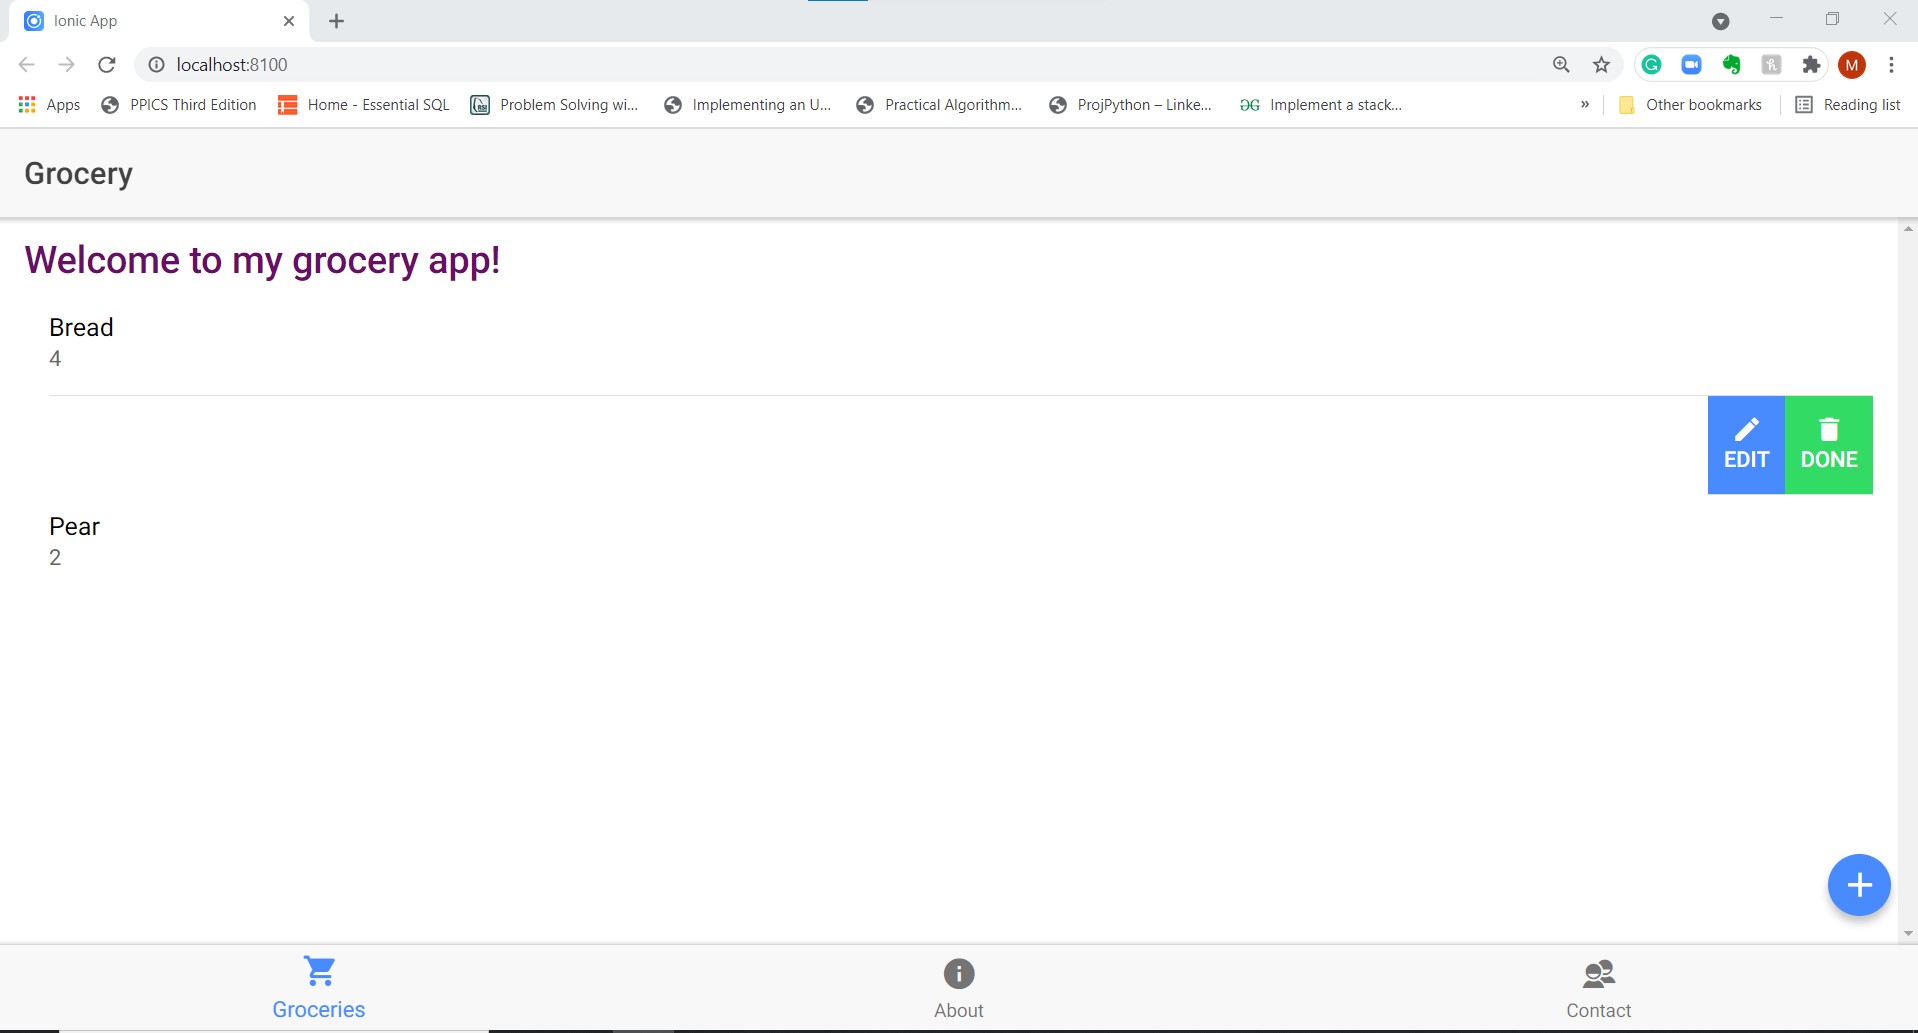 Ionic App
localhost:8100
M
Apps
PPICS Third Edition
Home - Essential SQL
Problem Solving wi...
Implementing an U...
Practical Algorithm...
ProjPython – Linke...
Implement a stack...
»
Other bookmarks
Reading list
Grocery
Welcome to my grocery app!
Bread
4
EDIT
DONE
Pear
2
Groceries
About
Contact